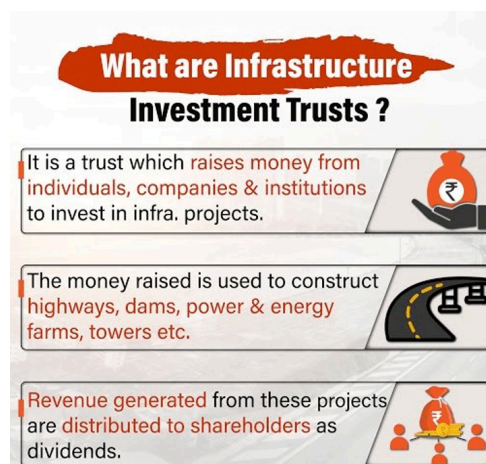 What are Infrastructure
Investment Trusts ?
It is a trust which raises money from
individuals, companies & institutions
to invest in infra. projects.
₹
The money raised is used to construct
highways, dams, power & energy
farms, towers etc.
Revenue generated from these projects
are distributed to shareholders as
dividends.
₹